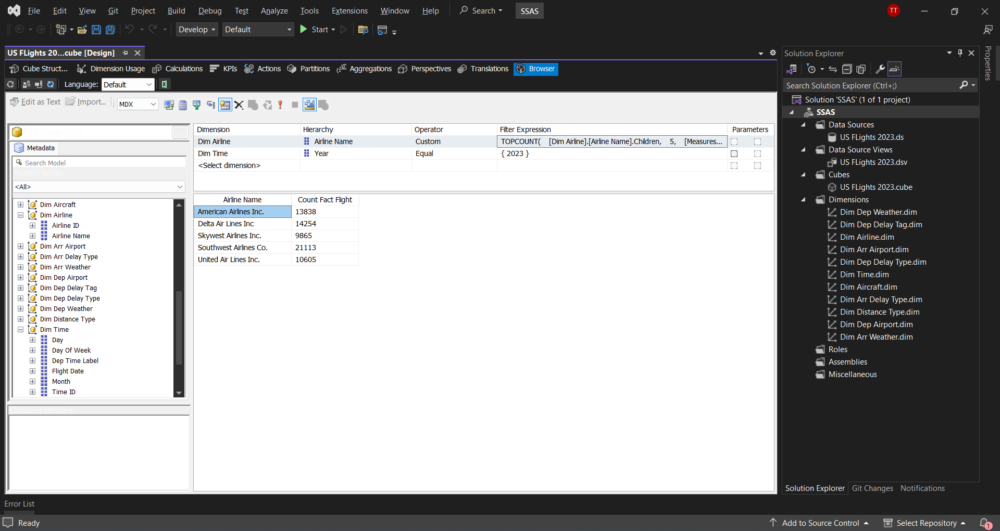 File Edit View Git Project Build Debug Test Analyze Tools Extensions Window Help Search SSAS TT
Develop Default Start
US FLights 20...cube [Design]
Cube Struct... Dimension Usage Calculations KPIs Actions Partitions Aggregations Perspectives Translations Browser
Language: Default
Edit as Text Import... MDX
Metadata
Search Model
Measure Group:
<All>
Dim Aircraft
Dim Airline
Airline ID
Airline Name
Dim Arr Airport
Dim Arr Delay Type
Dim Arr Weather
Dim Dep Airport
Dim Dep Delay Tag
Dim Dep Delay Type
Dim Dep Weather
Dim Distance Type
Dim Time
Day
Day Of Week
Dep Time Label
Flight Date
Month
Time ID
Calculated Members
Dimension Hierarchy Operator Filter Expression Parameters
Dim Airline Airline Name Custom TOPCOUNT( [Dim Airline].[Airline Name].Children, 5, [Measures...
Dim Time Year Equal { 2023 }
<Select dimension>
Airline Name Count Fact Flight
American Airlines Inc. 13838
Delta Air Lines Inc 14254
Skywest Airlines Inc. 9865
Southwest Airlines Co. 21113
United Air Lines Inc. 10605
Solution Explorer
Search Solution Explorer (Ctrl+;)
Solution 'SSAS' (1 of 1 project)
SSAS
Data Sources
US FLights 2023.ds
Data Source Views
US FLights 2023.dsv
Cubes
US FLights 2023.cube
Dimensions
Dim Dep Weather.dim
Dim Dep Delay Tag.dim
Dim Airline.dim
Dim Arr Airport.dim
Dim Dep Delay Type.dim
Dim Time.dim
Dim Aircraft.dim
Dim Arr Delay Type.dim
Dim Distance Type.dim
Dim Dep Airport.dim
Dim Arr Weather.dim
Roles
Assemblies
Miscellaneous
Solution Explorer Git Changes Notifications
Properties
Error List
Ready Add to Source Control Select Repository 1